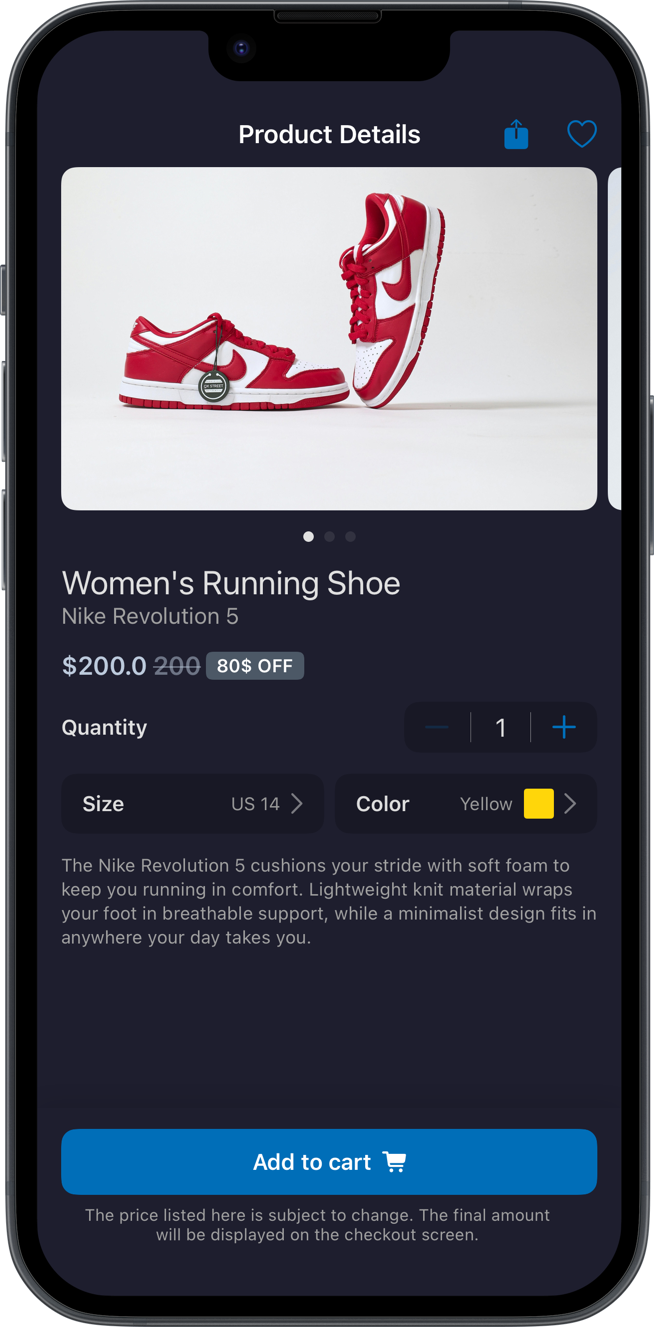 Product Details
Women's Running Shoe
Nike Revolution 5
$200.0 200 80$ OFF
Quantity 1
Size US 14 Color Yellow
The Nike Revolution 5 cushions your stride with soft foam to
keep you running in comfort. Lightweight knit material wraps
your foot in breathable support, while a minimalist design fits in
anywhere your day takes you.
Add to cart
The price listed here is subject to change. The final amount
will be displayed on the checkout screen.